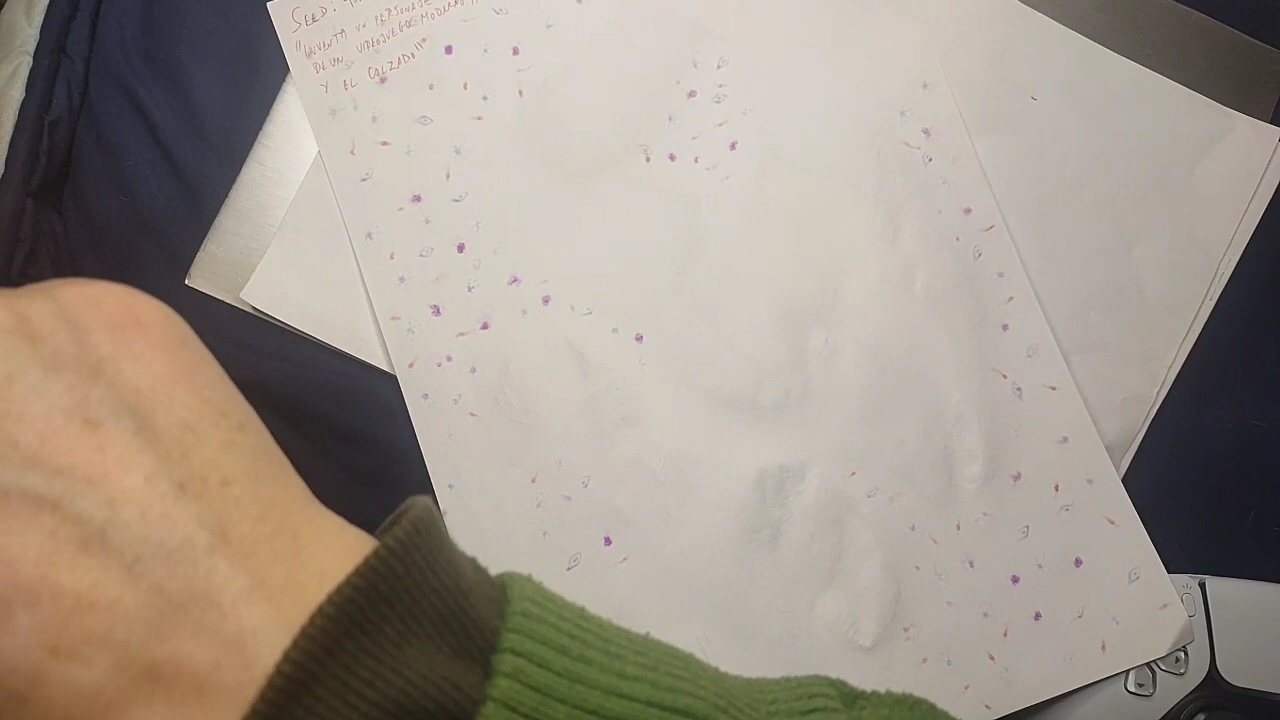 SEED:
"INVENTA UN PERSONAJE
DE UN VIDEOJUEGO MODERNO
Y EL CALZADO"